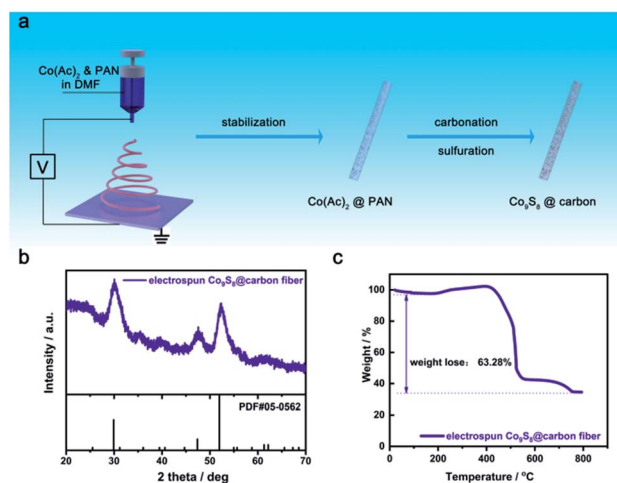 a
Co(Ac)₂ & PAN
in DMF
V
stabilization
carbonation
sulfuration
Co(Ac)₂ @ PAN
Co₉S₈ @ carbon
b
electrospun Co₉S₈@carbon fiber
Intensity / a.u.
PDF#05-0562
20 30 40 50 60 70
2 theta / deg
c
120
100
80
60
40
20
0
Weight / %
weight lose: 63.28%
electrospun Co₉S₈@carbon fiber
0 200 400 600 800
Temperature / °C